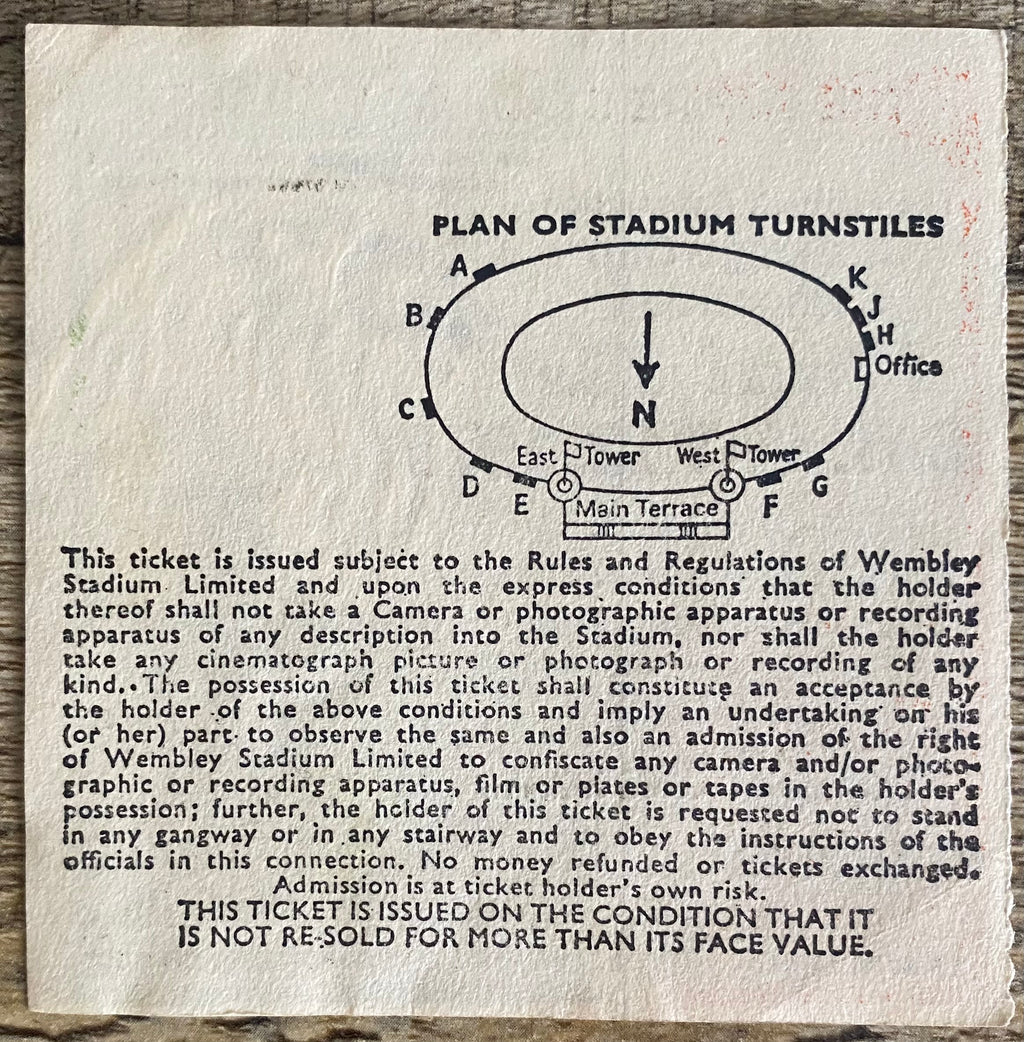 PLAN OF STADIUM TURNSTILES
A
K
B
J
H
Office
C
N
East Tower West Tower
D
E
F
G
Main Terrace
This ticket is issued subject to the Rules and Regulations of Wembley
Stadium Limited and upon the express conditions that the holder
thereof shall not take a Camera or photographic apparatus or recording
apparatus of any description into the Stadium, nor shall the holder
take any cinematograph picture or photograph or recording of any
kind. The possession of this ticket shall constitute an acceptance by
the holder of the above conditions and imply an undertaking on his
(or her) part to observe the same and also an admission of the right
of Wembley Stadium Limited to confiscate any camera and/or photo-
graphic or recording apparatus, film or plates or tapes in the holder's
possession; further, the holder of this ticket is requested not to stand
in any gangway or in any stairway and to obey the instructions of the
officials in this connection. No money refunded or tickets exchanged.
Admission is at ticket holder's own risk.
THIS TICKET IS ISSUED ON THE CONDITION THAT IT
IS NOT RE-SOLD FOR MORE THAN ITS FACE VALUE.